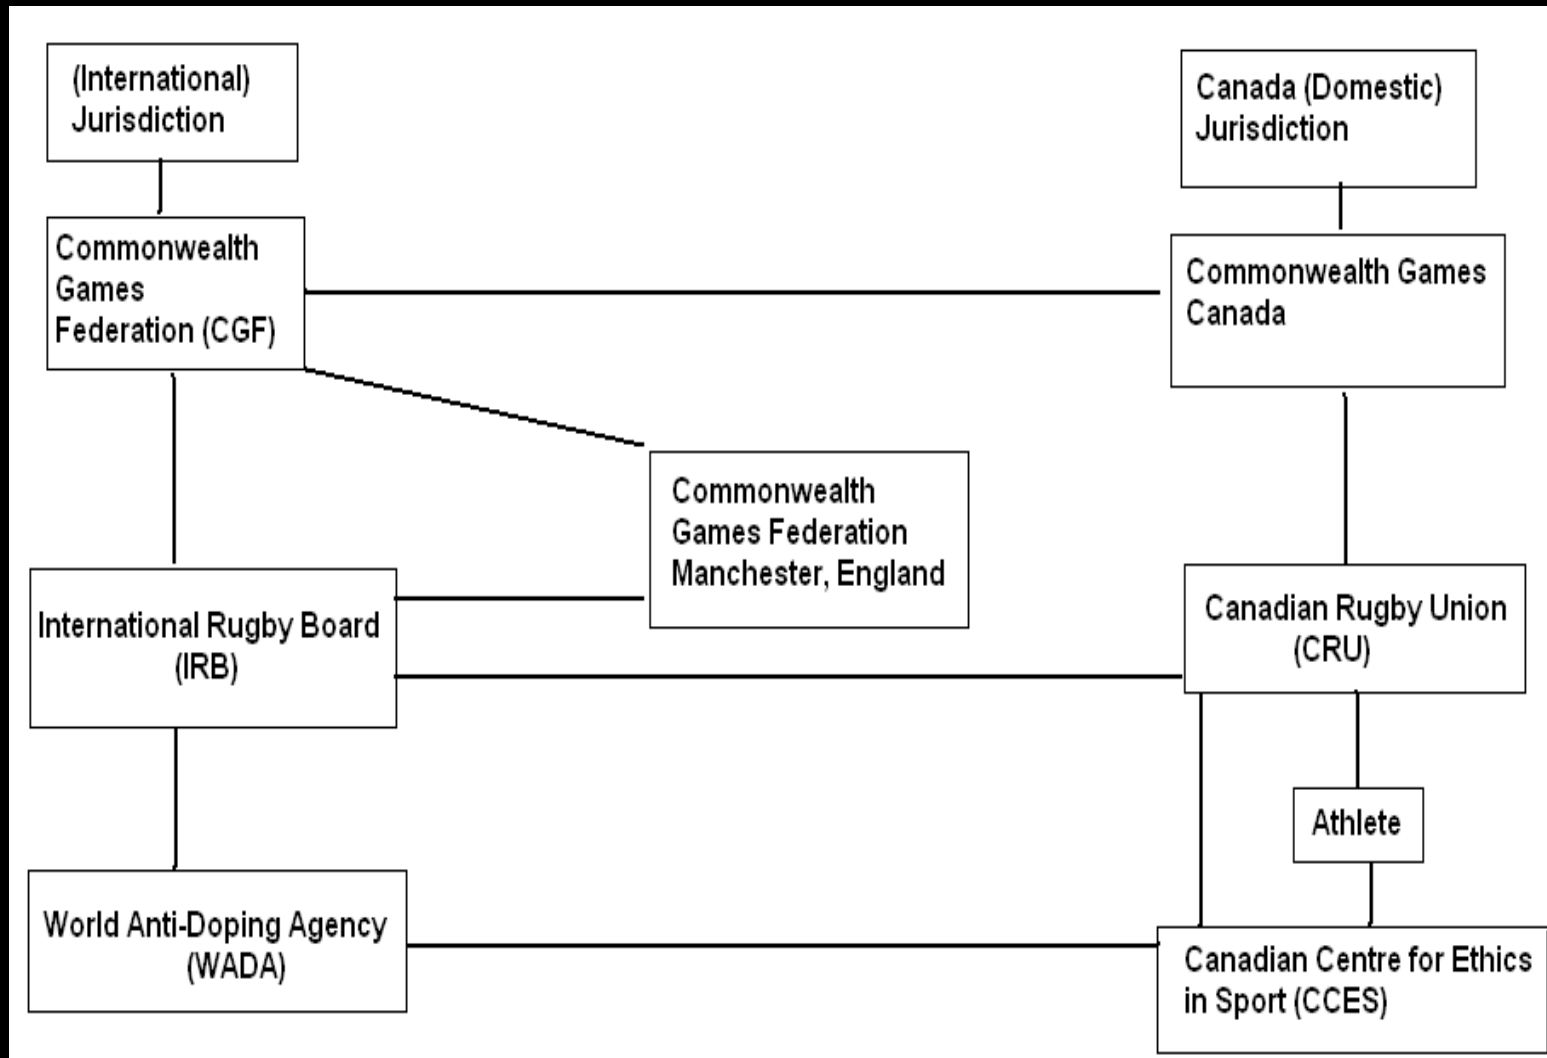 (International)
Jurisdiction
Canada (Domestic)
Jurisdiction
Commonwealth
Games
Federation (CGF)
Commonwealth Games
Canada
Commonwealth
Games Federation
Manchester, England
International Rugby Board
(IRB)
Canadian Rugby Union
(CRU)
Athlete
World Anti-Doping Agency
(WADA)
Canadian Centre for Ethics
in Sport (CCES)